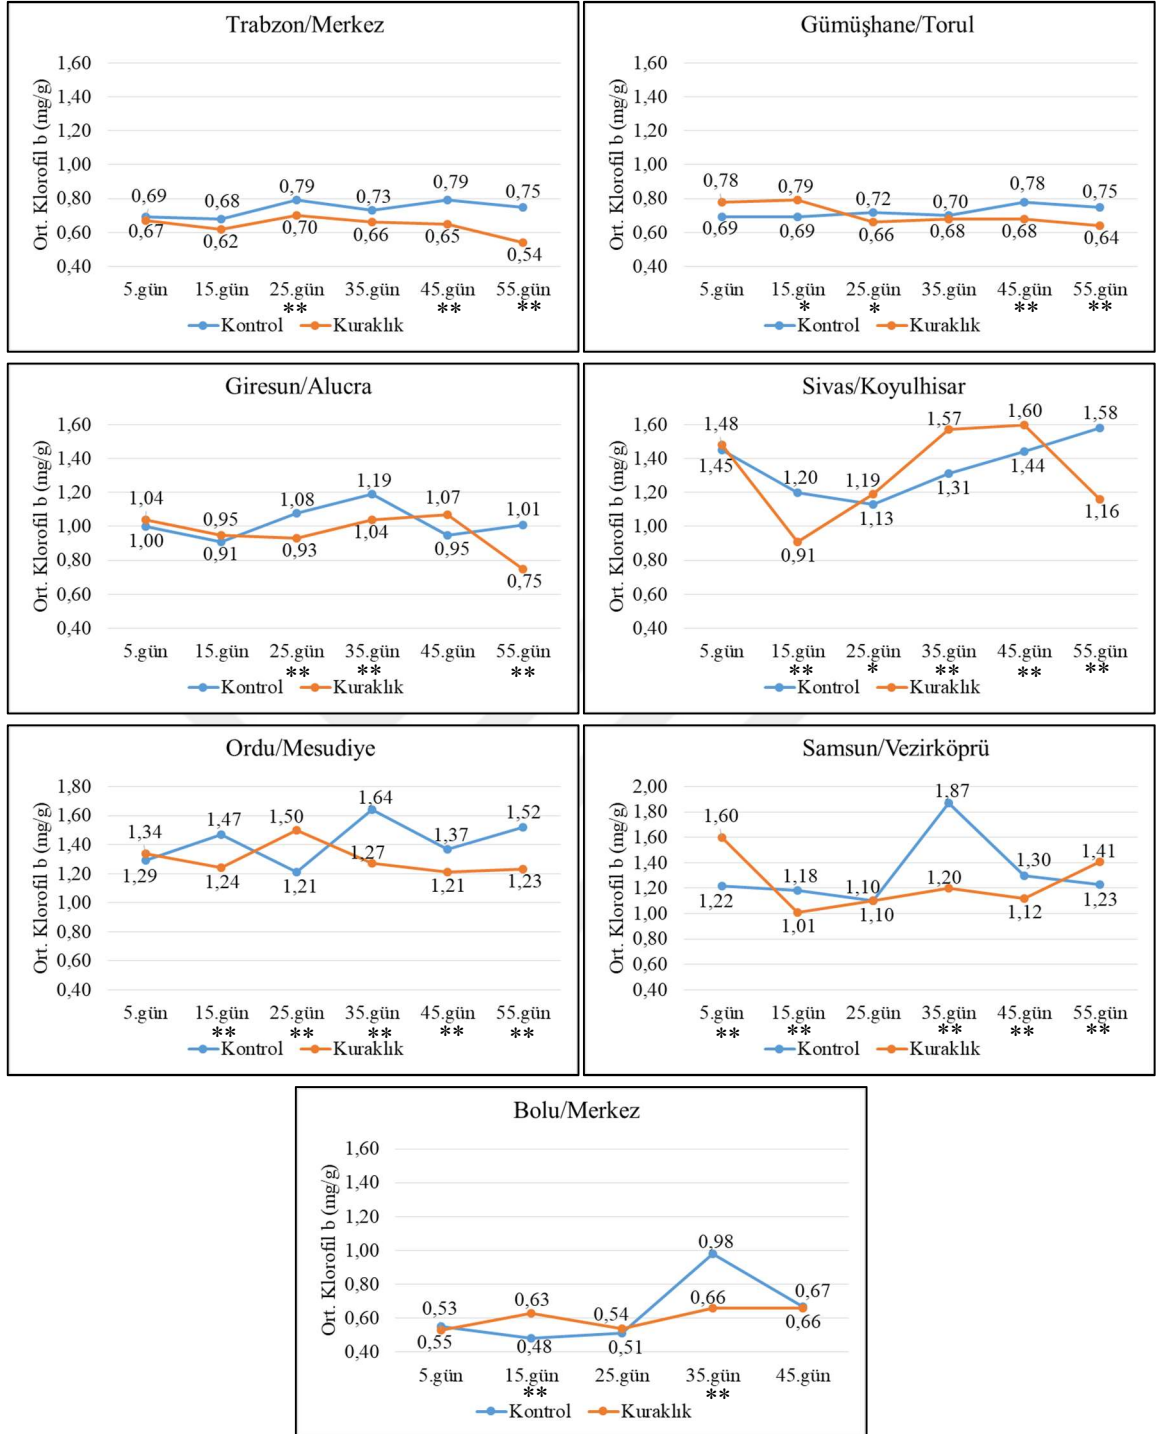 Trabzon/Merkez
Ort. Klorofil b (mg/g)
1,60
1,40
1,20
1,00
0,80
0,60
0,40
0,69 0,68 0,79 0,73 0,79 0,75
0,67 0,62 0,70 0,66 0,65 0,54
5.gün 15.gün 25.gün 35.gün 45.gün 55.gün
** ** **
Kontrol Kuraklık
Gümüşhane/Torul
Ort. Klorofil b (mg/g)
1,60
1,40
1,20
1,00
0,80
0,60
0,40
0,78 0,79 0,72 0,70 0,78 0,75
0,69 0,69 0,66 0,68 0,68 0,64
5.gün 15.gün 25.gün 35.gün 45.gün 55.gün
* * ** **
Kontrol Kuraklık
Giresun/Alucra
Ort. Klorofil b (mg/g)
1,60
1,40
1,20
1,00
0,80
0,60
0,40
1,04 0,95 1,08 1,19 1,07 1,01
1,00 0,91 0,93 1,04 0,95 0,75
5.gün 15.gün 25.gün 35.gün 45.gün 55.gün
** ** **
Kontrol Kuraklık
Sivas/Koyulhisar
Ort. Klorofil b (mg/g)
1,60
1,40
1,20
1,00
0,80
0,60
0,40
1,48 1,20 1,19 1,57 1,60 1,58
1,45 0,91 1,13 1,31 1,44 1,16
5.gün 15.gün 25.gün 35.gün 45.gün 55.gün
** * ** ** **
Kontrol Kuraklık
Ordu/Mesudiye
Ort. Klorofil b (mg/g)
1,80
1,60
1,40
1,20
1,00
0,80
0,60
0,40
1,34 1,47 1,50 1,64 1,37 1,52
1,29 1,24 1,21 1,27 1,21 1,23
5.gün 15.gün 25.gün 35.gün 45.gün 55.gün
** ** ** ** **
Kontrol Kuraklık
Samsun/Vezirköprü
Ort. Klorofil b (mg/g)
2,00
1,80
1,60
1,40
1,20
1,00
0,80
0,60
0,40
1,60 1,18 1,10 1,87 1,30 1,41
1,22 1,01 1,10 1,20 1,12 1,23
5.gün 15.gün 25.gün 35.gün 45.gün 55.gün
** ** ** ** **
Kontrol Kuraklık
Bolu/Merkez
Ort. Klorofil b (mg/g)
1,60
1,40
1,20
1,00
0,80
0,60
0,40
0,53 0,63 0,54 0,98 0,67
0,55 0,48 0,51 0,66 0,66
5.gün 15.gün 25.gün 35.gün 45.gün
** **
Kontrol Kuraklık